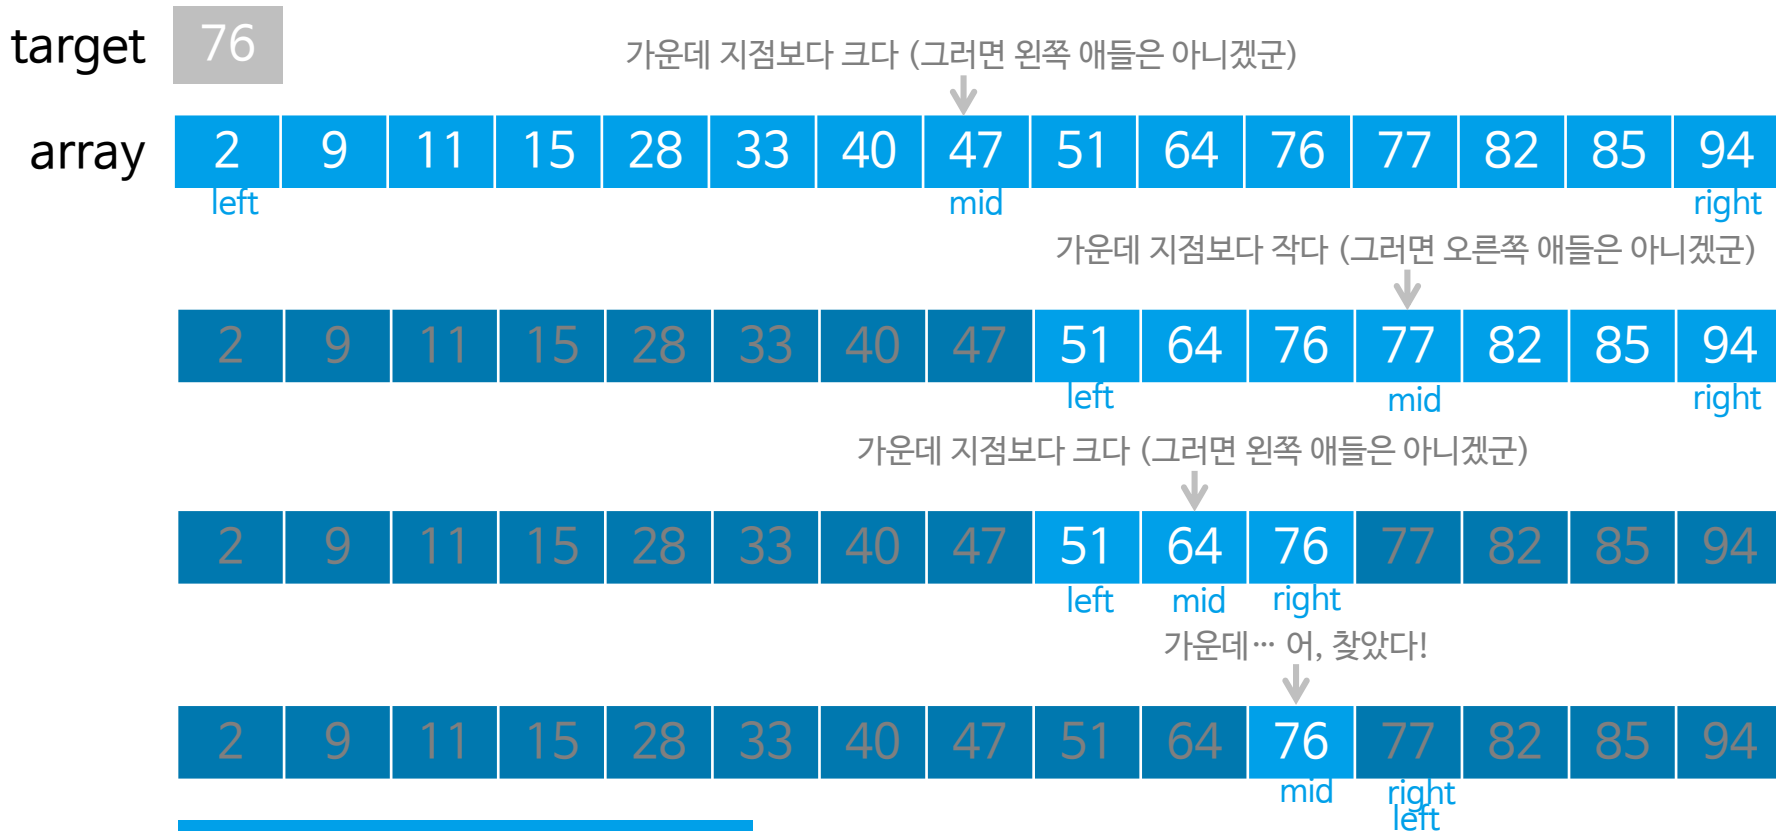 target 76
가운데 지점보다 크다 (그러면 왼쪽 애들은 아니겠군)
array 2 9 11 15 28 33 40 47 51 64 76 77 82 85 94
left mid right
가운데 지점보다 작다 (그러면 오른쪽 애들은 아니겠군)
2 9 11 15 28 33 40 47 51 64 76 77 82 85 94
left mid right
가운데 지점보다 크다 (그러면 왼쪽 애들은 아니겠군)
2 9 11 15 28 33 40 47 51 64 76 77 82 85 94
left mid right
가운데… 어, 찾았다!
2 9 11 15 28 33 40 47 51 64 76 77 82 85 94
mid right
left